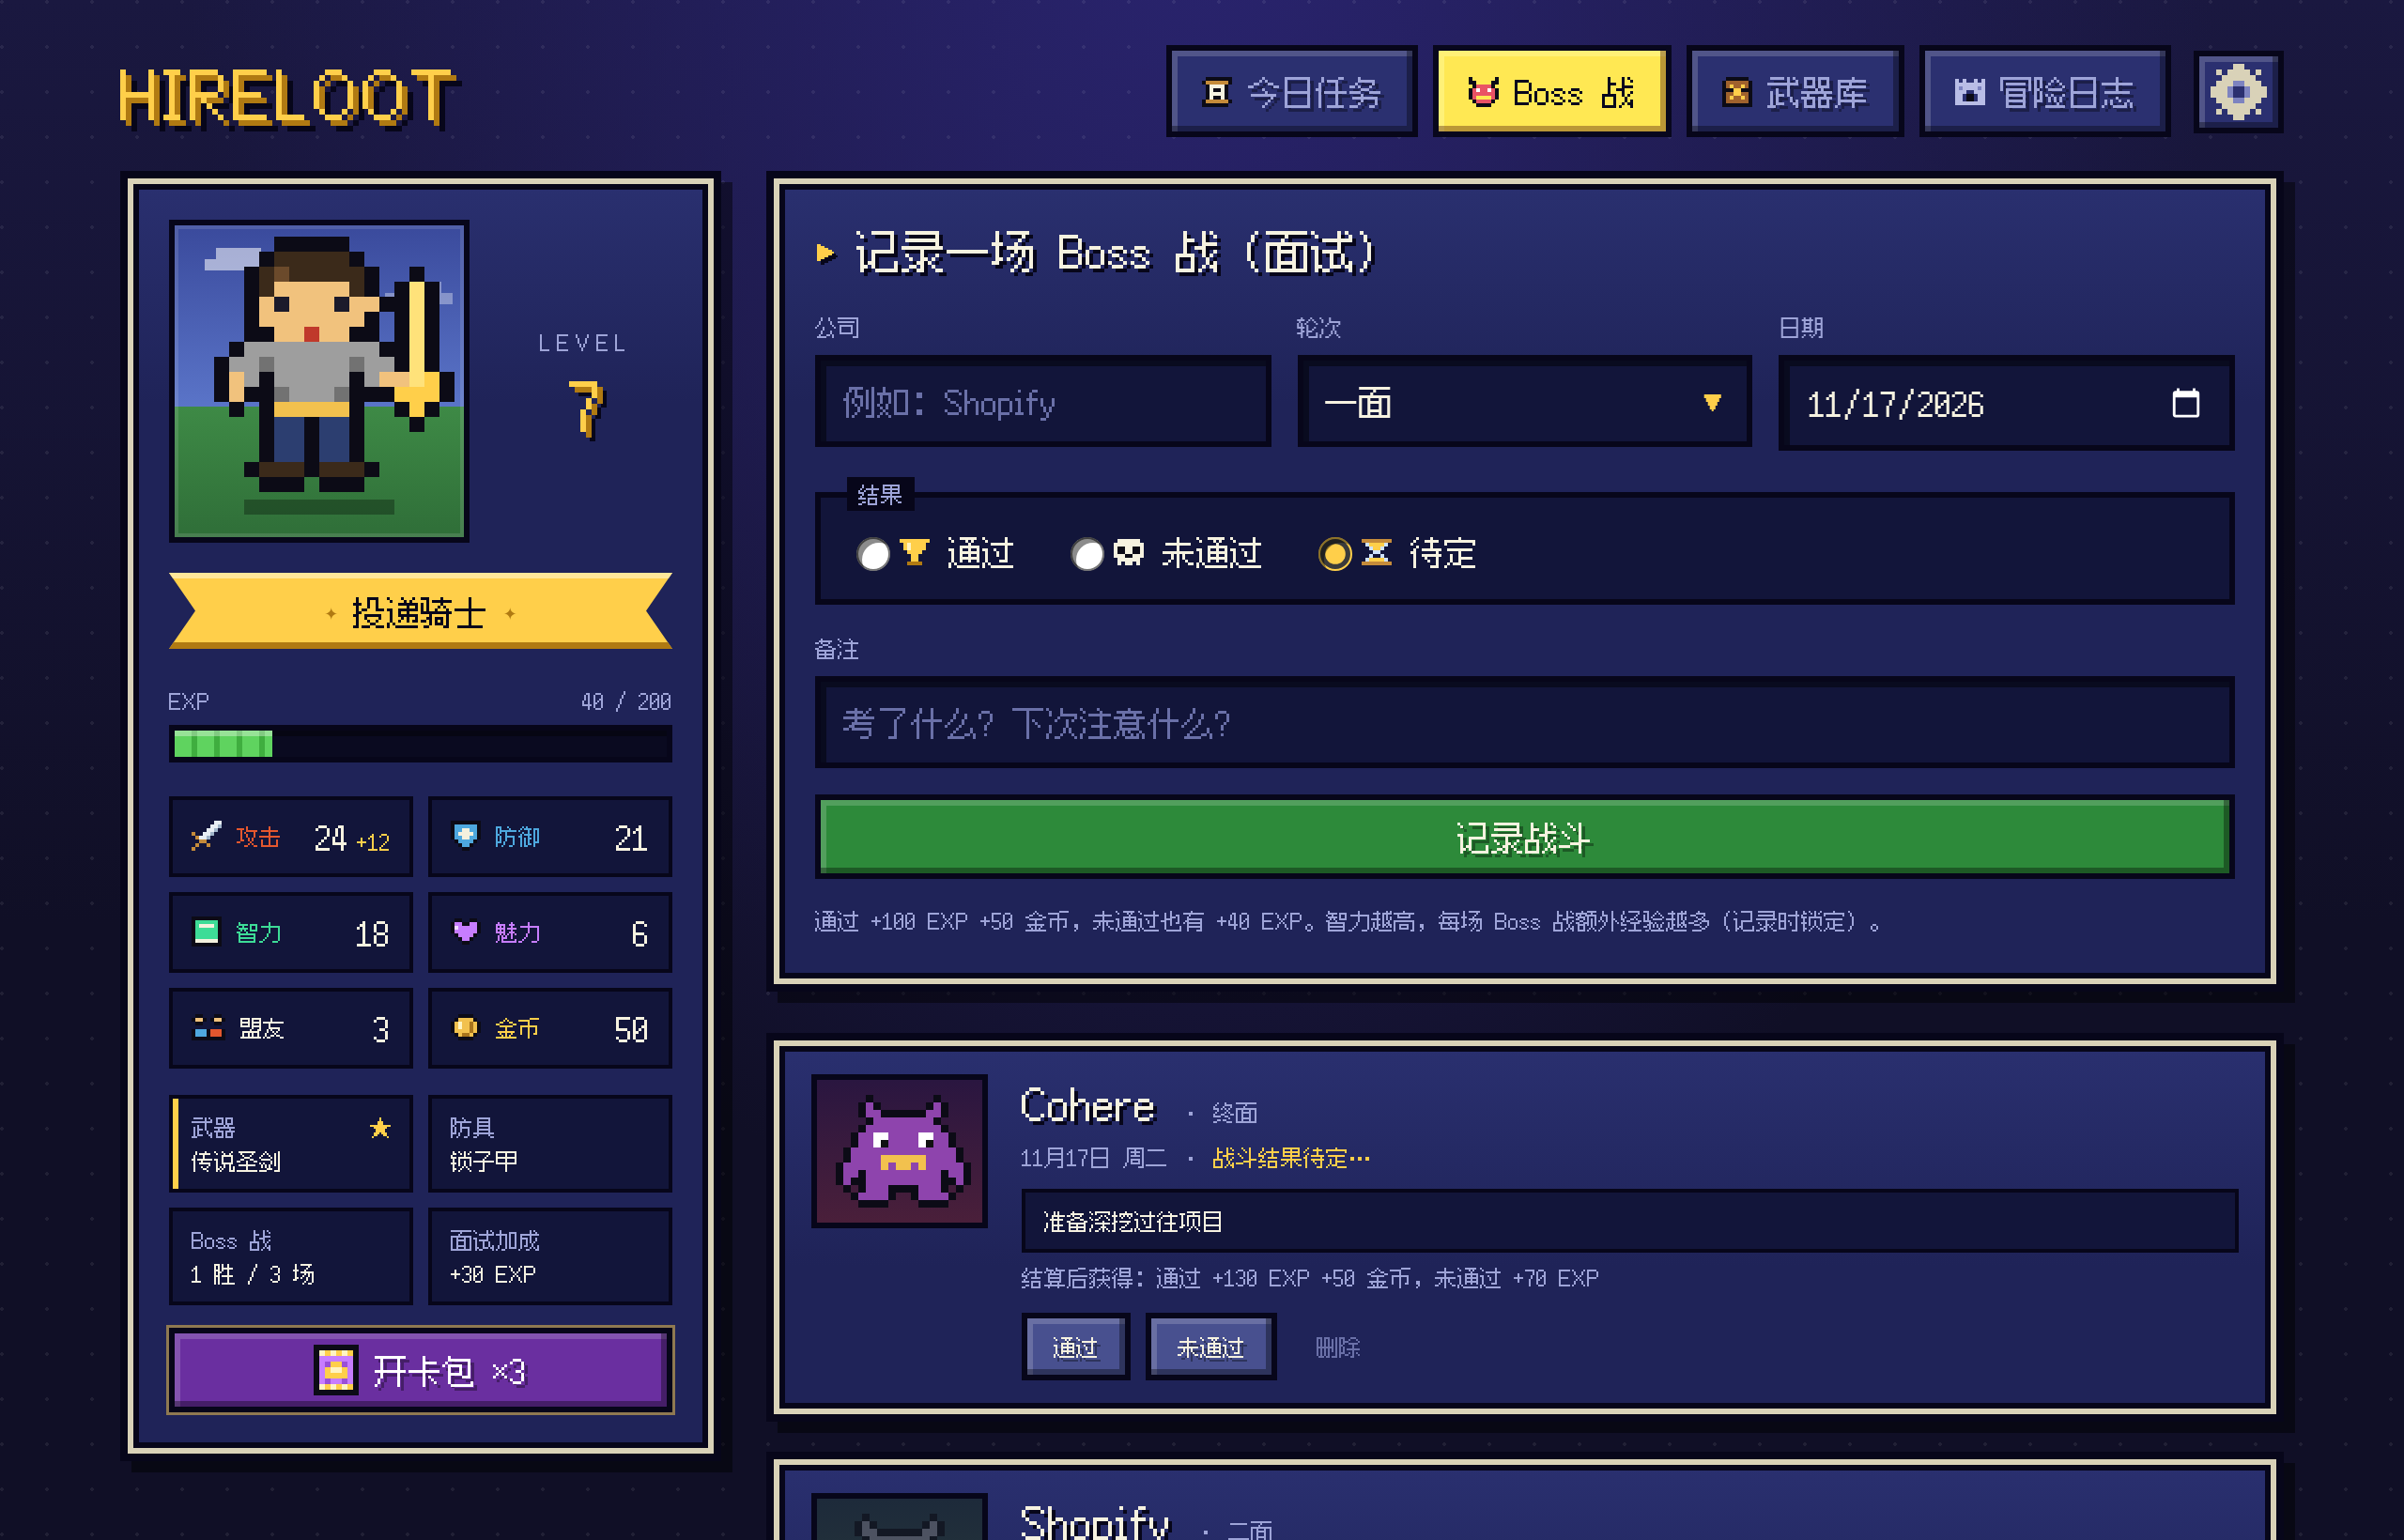 HIRELOOT
今日任务
Boss 战
武器库
冒险日志
LEVEL
7
投递骑士
EXP 40 / 200
攻击 24 +12
防御 21
智力 18
魅力 6
盟友 3
金币 50
武器
传说圣剑
防具
锁子甲
Boss 战
1 胜 / 3 场
面试加成
+30 EXP
开卡包 ×3
记录一场 Boss 战（面试）
公司
例如：Shopify
轮次
一面
日期
11/17/2026
结果
通过
未通过
待定
备注
考了什么？下次注意什么？
记录战斗
通过 +100 EXP +50 金币，未通过也有 +40 EXP。智力越高，每场 Boss 战额外经验越多（记录时锁定）。
Cohere · 终面
11月17日 周二 · 战斗结果待定…
准备深挖过往项目
结算后获得：通过 +130 EXP +50 金币，未通过 +70 EXP
通过
未通过
删除
Shopify · 二面